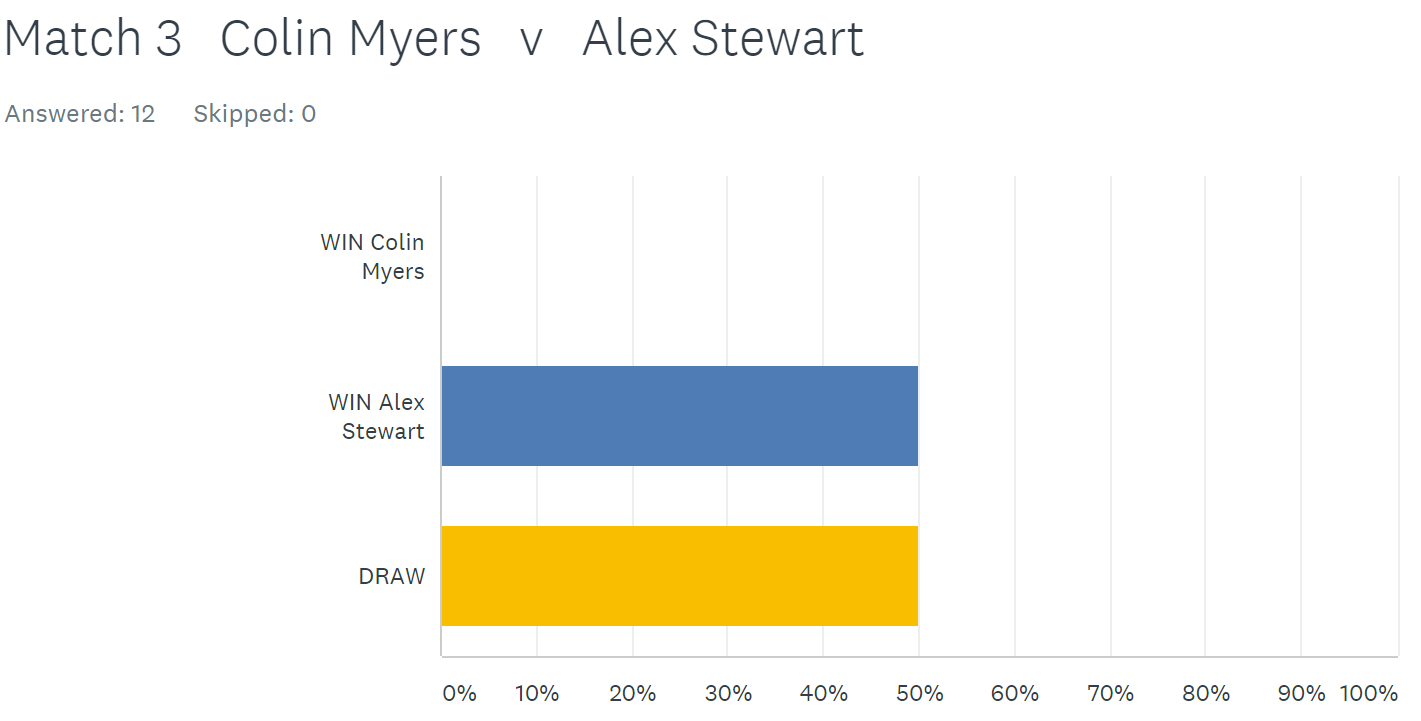 Match 3 Colin Myers v Alex Stewart
Answered: 12 Skipped: 0
WIN Colin
Myers
WIN Alex
Stewart
DRAW
0% 10% 20% 30% 40% 50% 60% 70% 80% 90% 100%